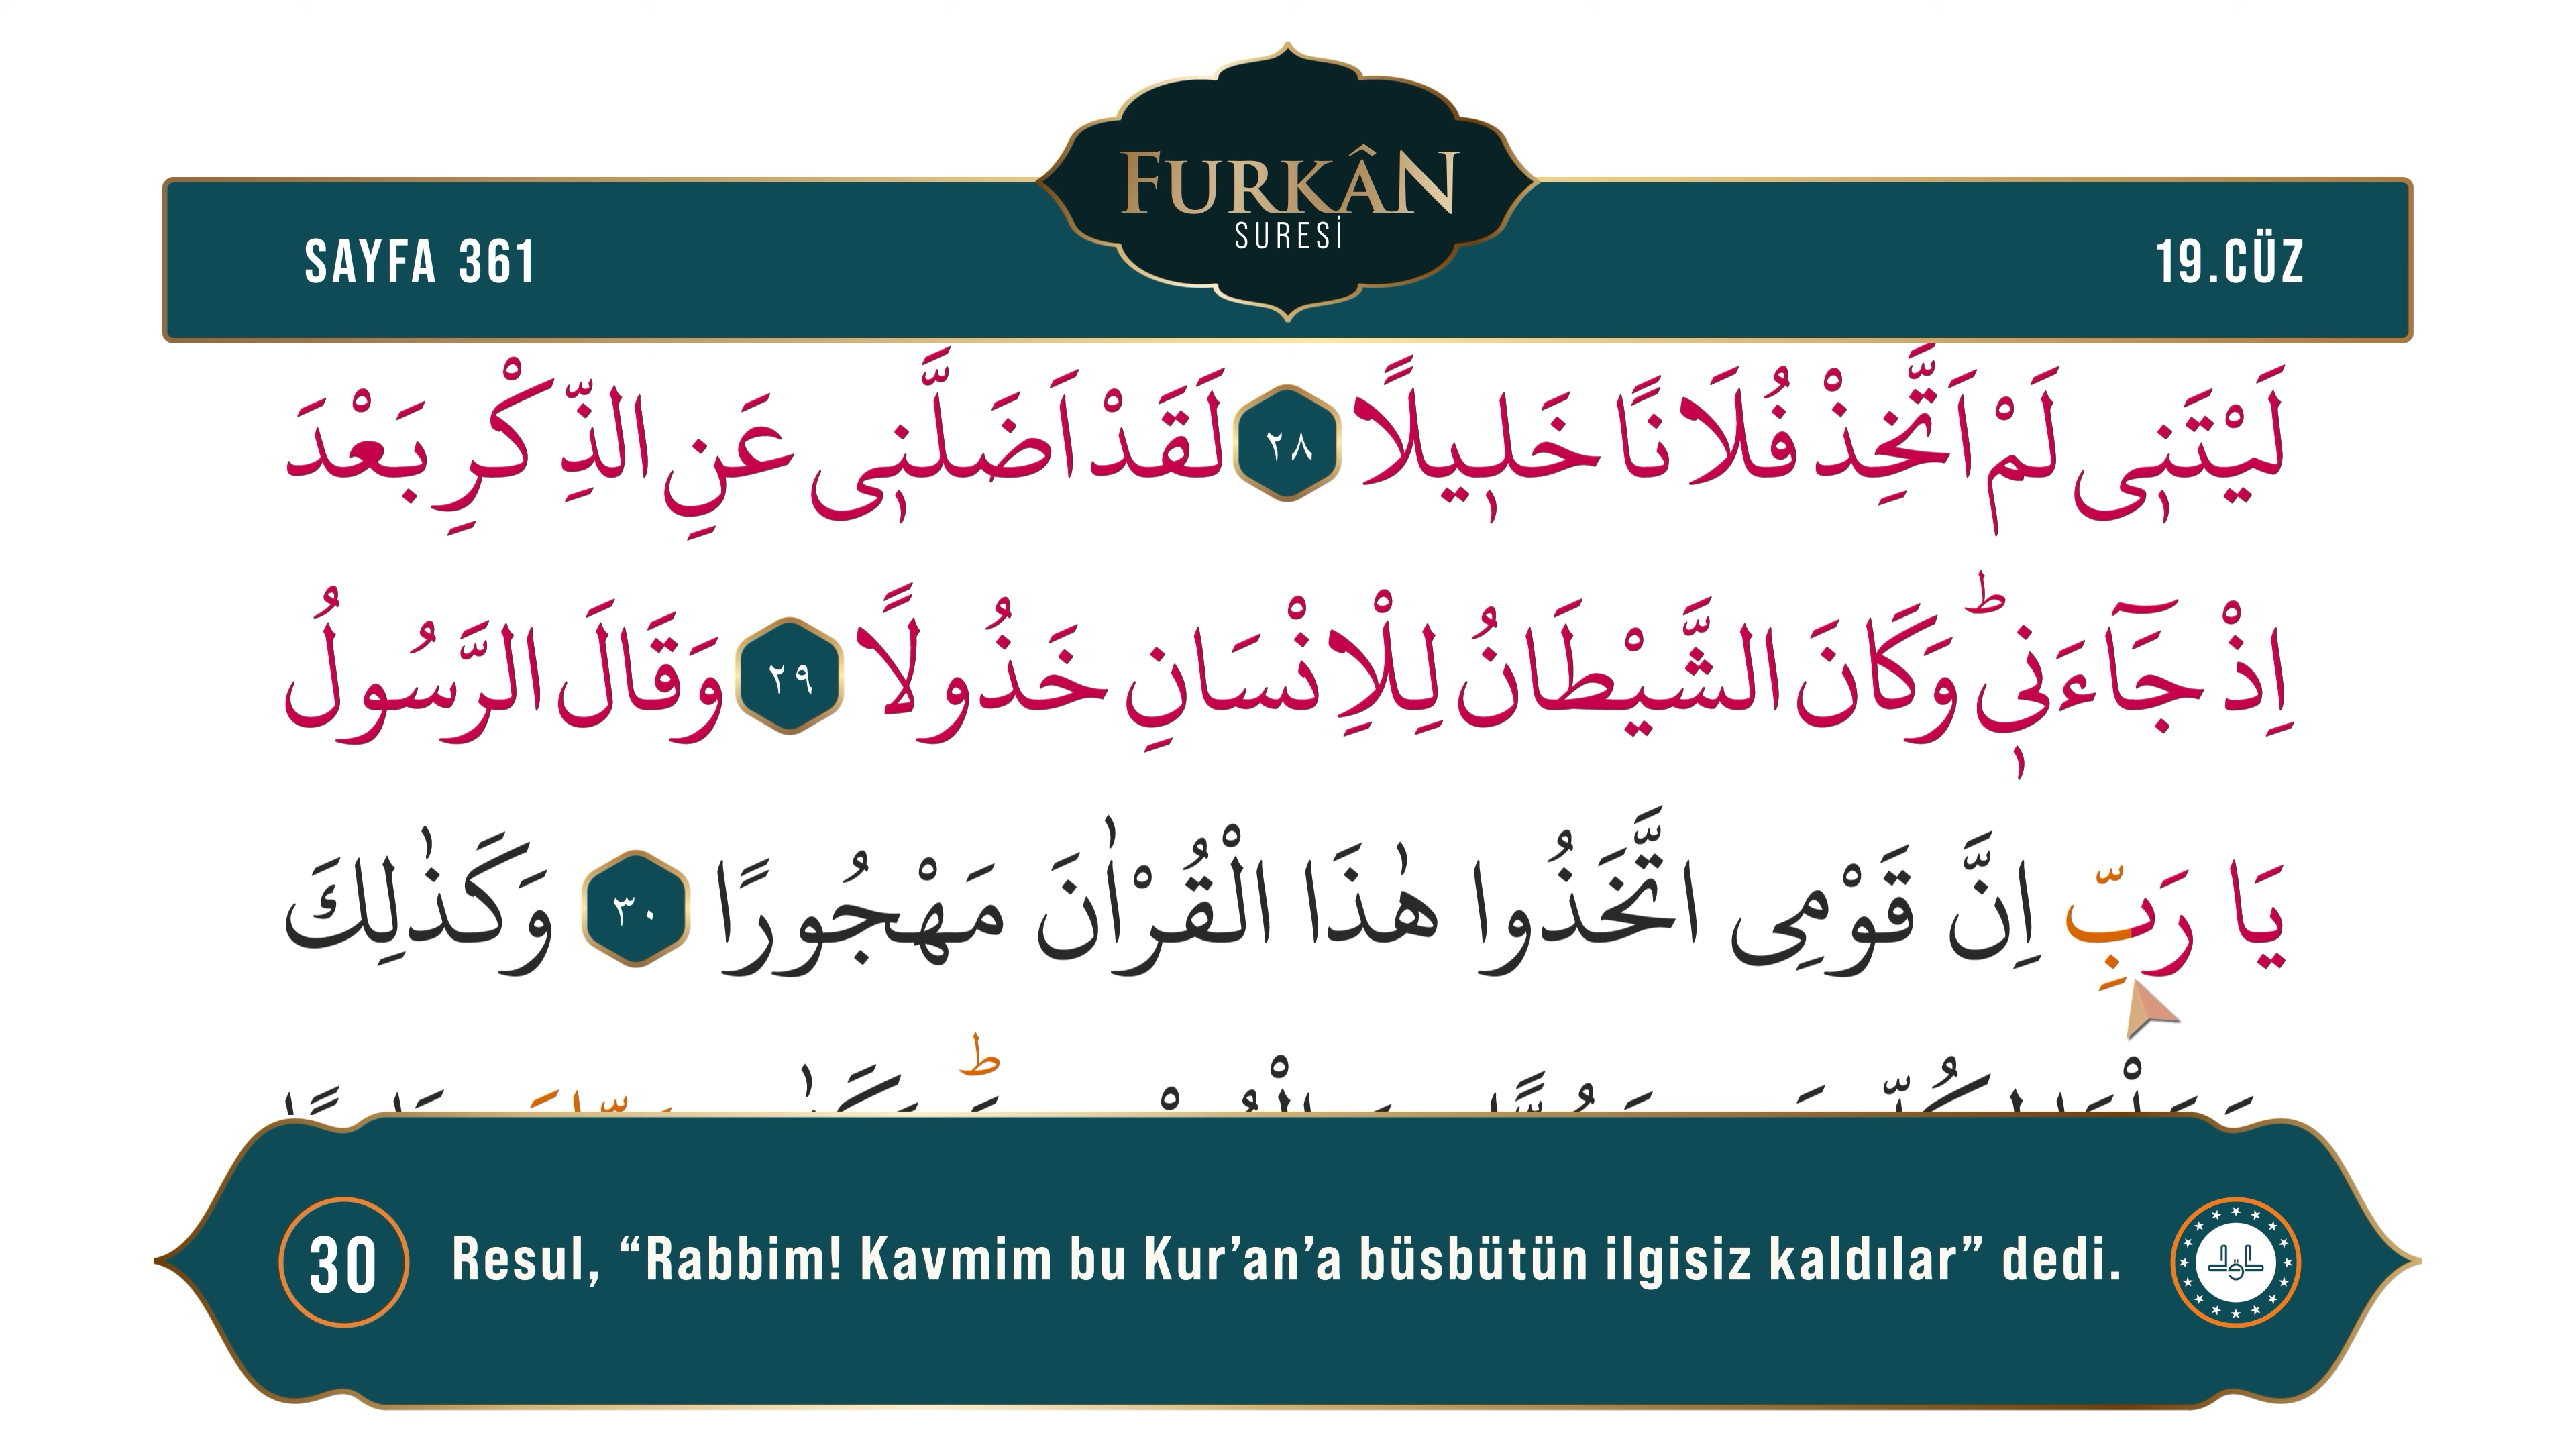 FURKÂN
SURESİ
SAYFA 361
19.CÜZ
لَيْتَنٖى لَمْ اَتَّخِذْ فُلَانًا خَلٖيلًا ٢٨ لَقَدْ اَضَلَّنٖى عَنِ الذِّكْرِ بَعْدَ
اِذْ جَٓاءَنٖى ؕ وَكَانَ الشَّيْطَانُ لِلْاِنْسَانِ خَذُولًا ٢٩ وَقَالَ الرَّسُولُ
يَا رَبِّ اِنَّ قَوْمِى اتَّخَذُوا هٰذَا الْقُرْاٰنَ مَهْجُورًا ٣٠ وَكَذٰلِكَ
30 Resul, “Rabbim! Kavmim bu Kur’an’a büsbütün ilgisiz kaldılar” dedi.